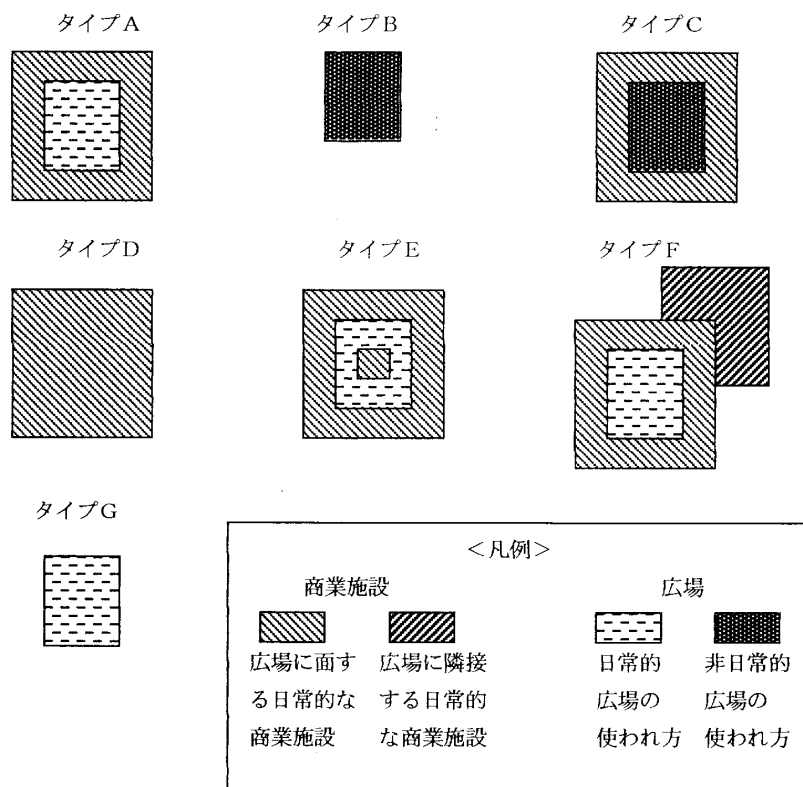 タイプA タイプB タイプC
タイプD タイプE タイプF
タイプG
＜凡例＞
商業施設 広場
広場に面す 広場に隣接 日常的 非日常的
る日常的な する日常的 広場の 広場の
商業施設 な商業施設 使われ方 使われ方